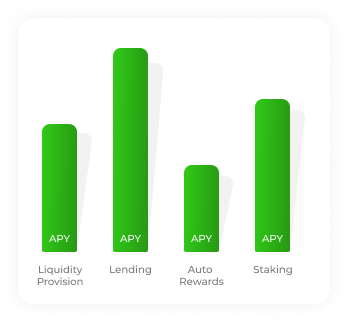 APY
APY
APY
APY
Liquidity
Provision
Lending
Auto
Rewards
Staking